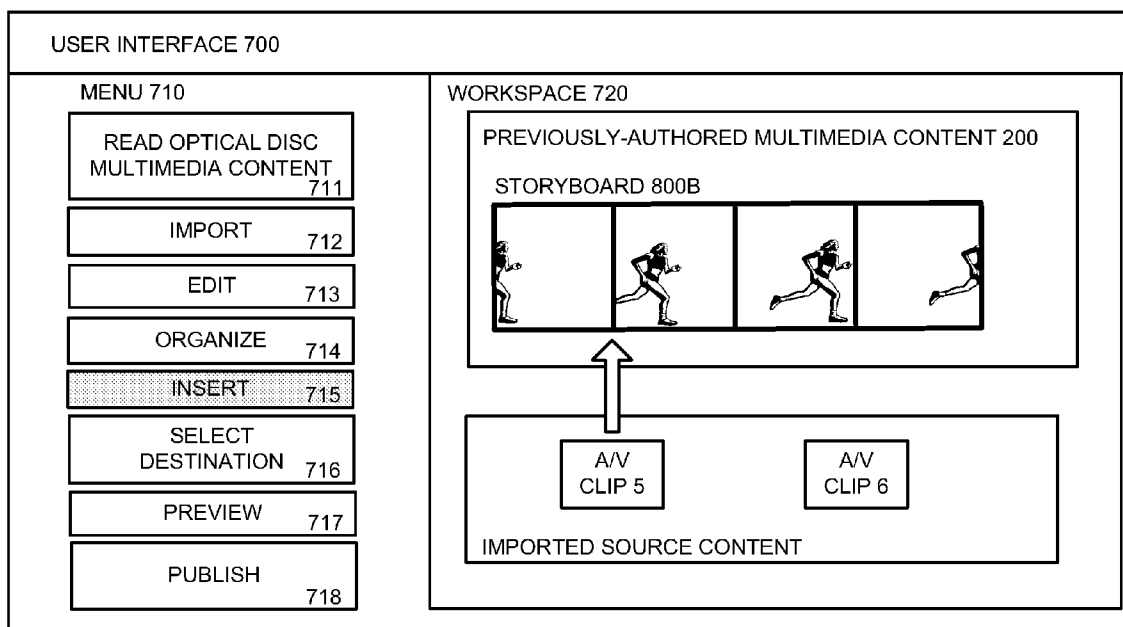 USER INTERFACE 700
MENU 710
READ OPTICAL DISC
MULTIMEDIA CONTENT
711
IMPORT
712
EDIT
713
ORGANIZE
714
INSERT
715
SELECT
DESTINATION
716
PREVIEW
717
PUBLISH
718
WORKSPACE 720
PREVIOUSLY-AUTHORED MULTIMEDIA CONTENT 200
STORYBOARD 800B
A/V
CLIP 5
A/V
CLIP 6
IMPORTED SOURCE CONTENT